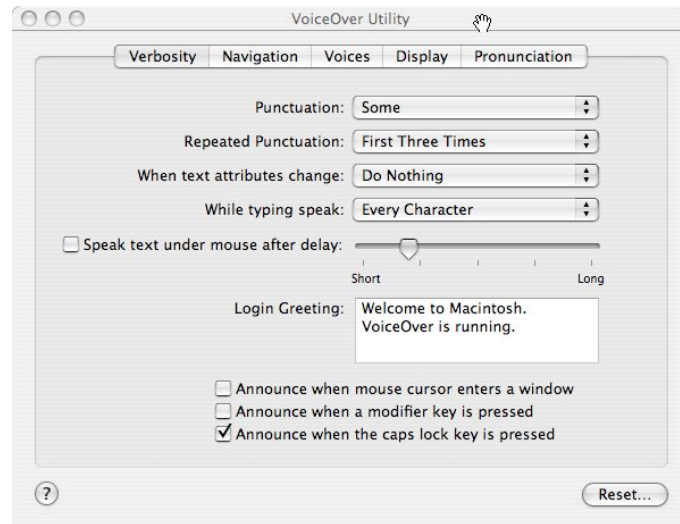 VoiceOver Utility
Verbosity Navigation Voices Display Pronunciation
Punctuation: Some
Repeated Punctuation: First Three Times
When text attributes change: Do Nothing
While typing speak: Every Character
Speak text under mouse after delay:
Short Long
Login Greeting: Welcome to Macintosh.
VoiceOver is running.
Announce when mouse cursor enters a window
Announce when a modifier key is pressed
Announce when the caps lock key is pressed
? Reset...